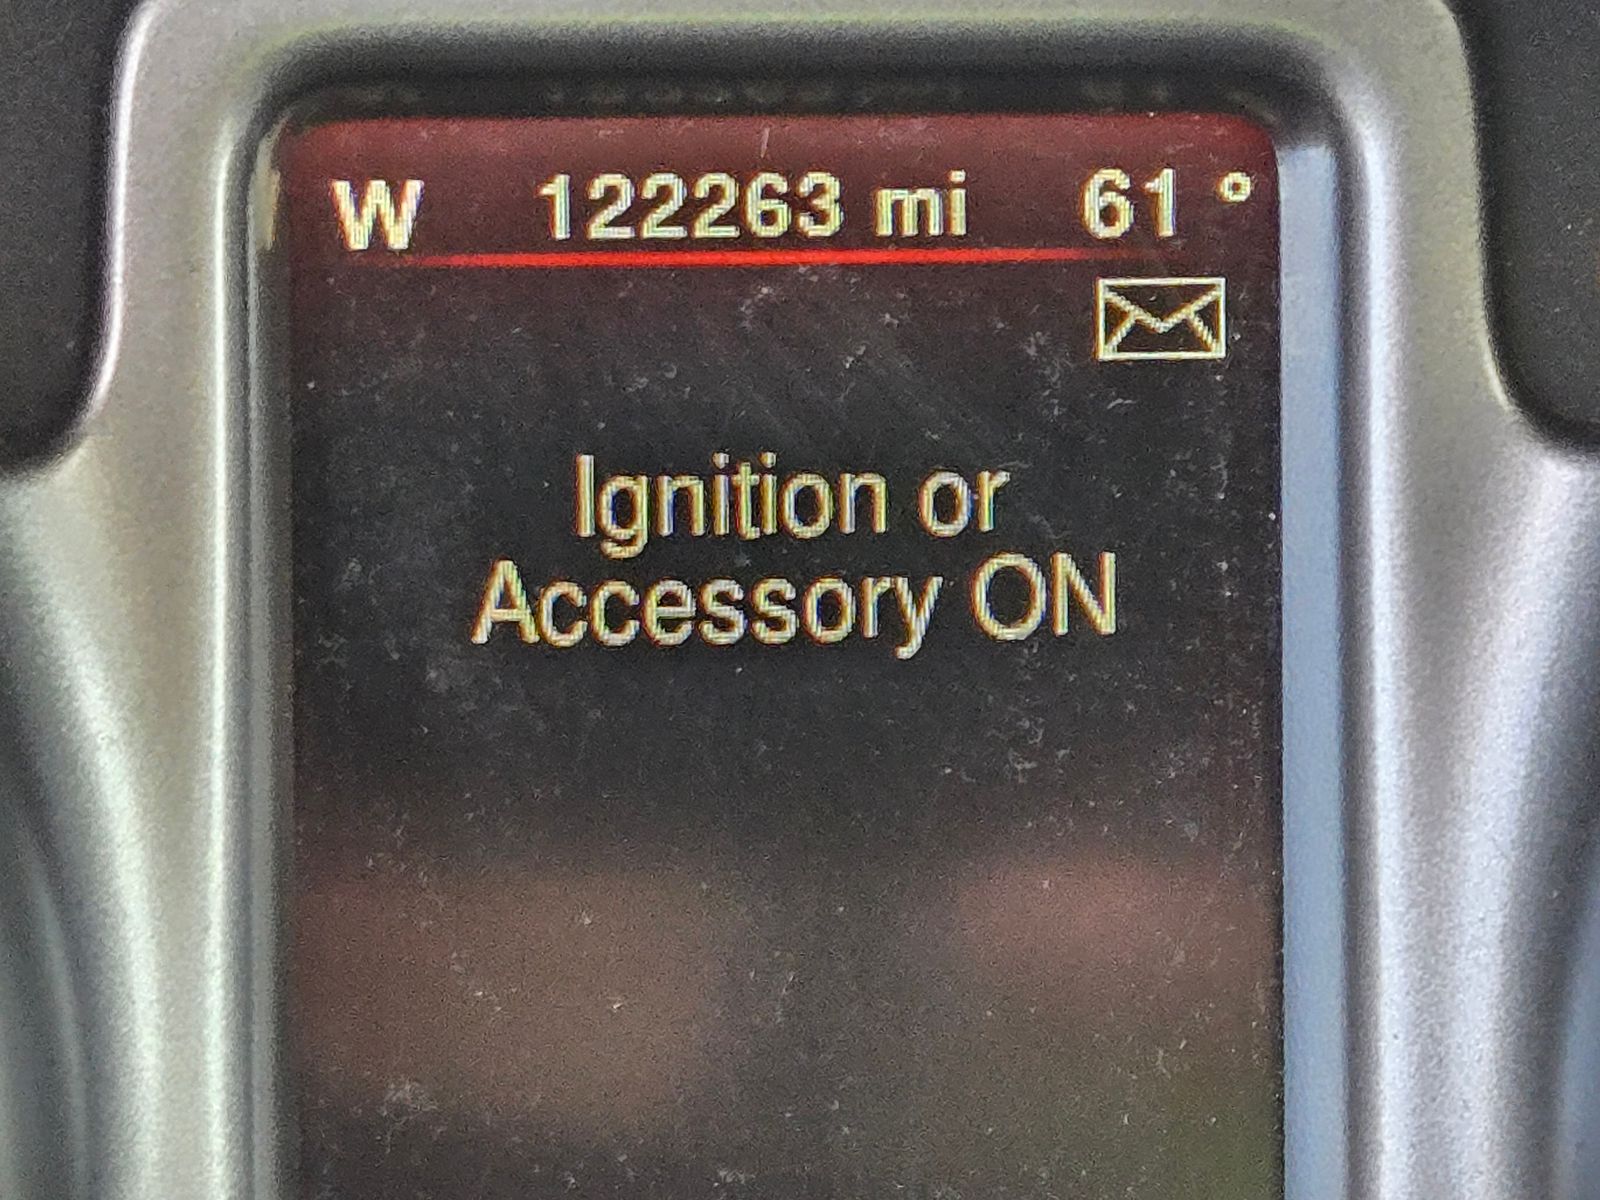 W 122263 mi 61 °
Ignition or
Accessory ON